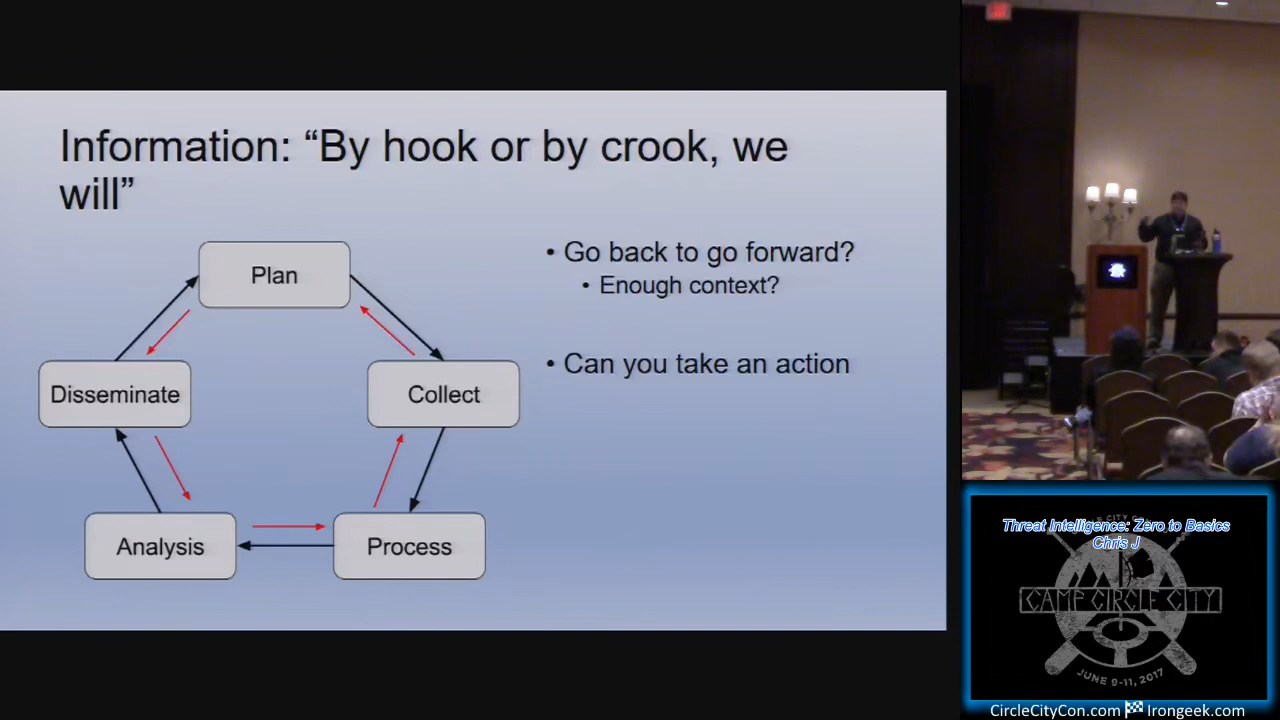 Information: “By hook or by crook, we
will”
Plan
Disseminate
Collect
Analysis
Process
• Go back to go forward?
• Enough context?
• Can you take an action
Threat Intelligence: Zero to Basics
Chris J
CAMP CIRCLE CITY
JUNE 9-11, 2017
CircleCityCon.com Irongeek.com